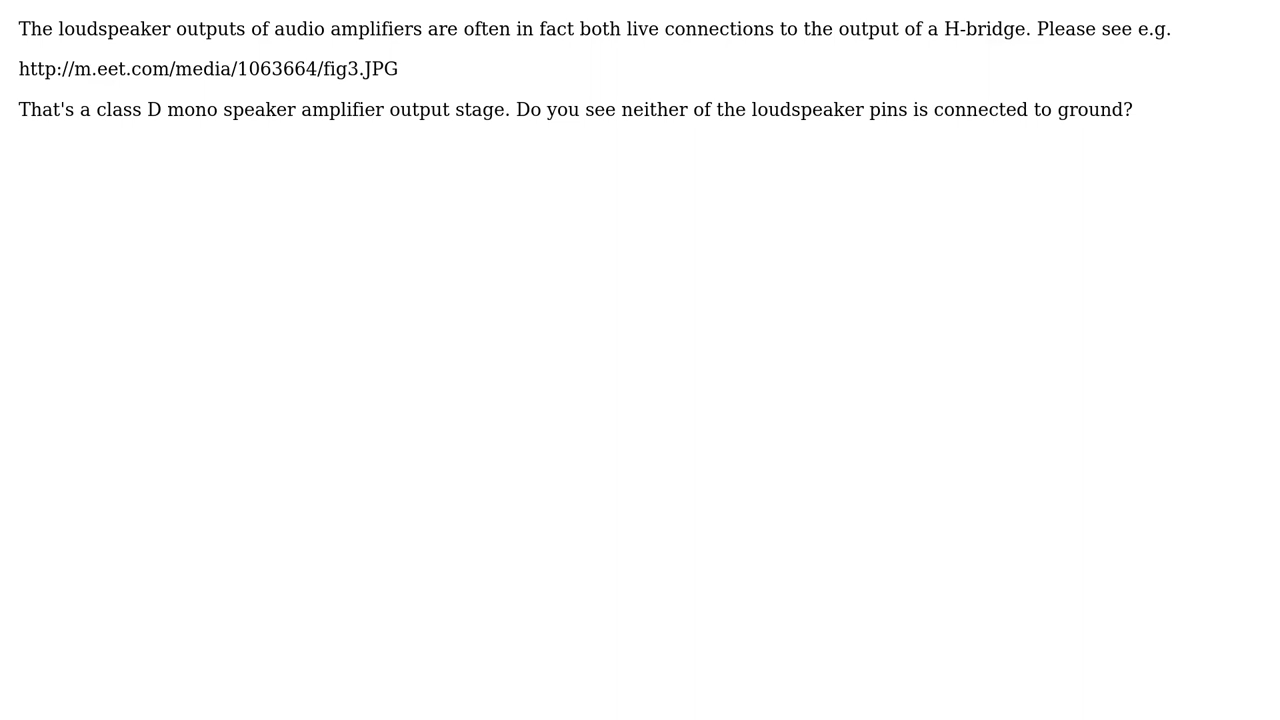 The loudspeaker outputs of audio amplifiers are often in fact both live connections to the output of a H-bridge. Please see e.g.
http://m.eet.com/media/1063664/fig3.JPG
That's a class D mono speaker amplifier output stage. Do you see neither of the loudspeaker pins is connected to ground?